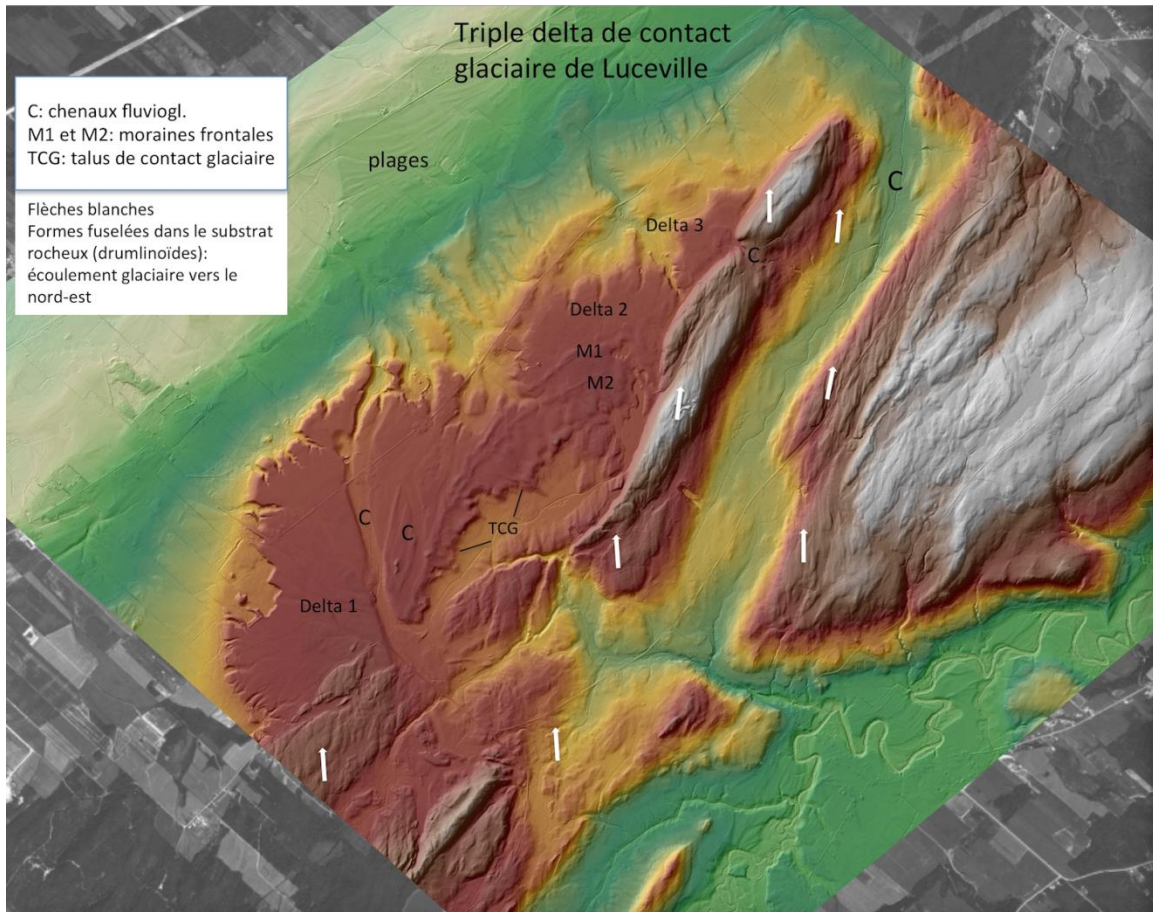 Triple delta de contact
glaciaire de Luceville
C: chenaux fluviogl.
M1 et M2: moraines frontales
TCG: talus de contact glaciaire
Flèches blanches
Formes fuselées dans le substrat
rocheux (drumlinoïdes):
écoulement glaciaire vers le
nord-est
plages
C
Delta 3
C
Delta 2
M1
M2
C
C
TCG
Delta 1